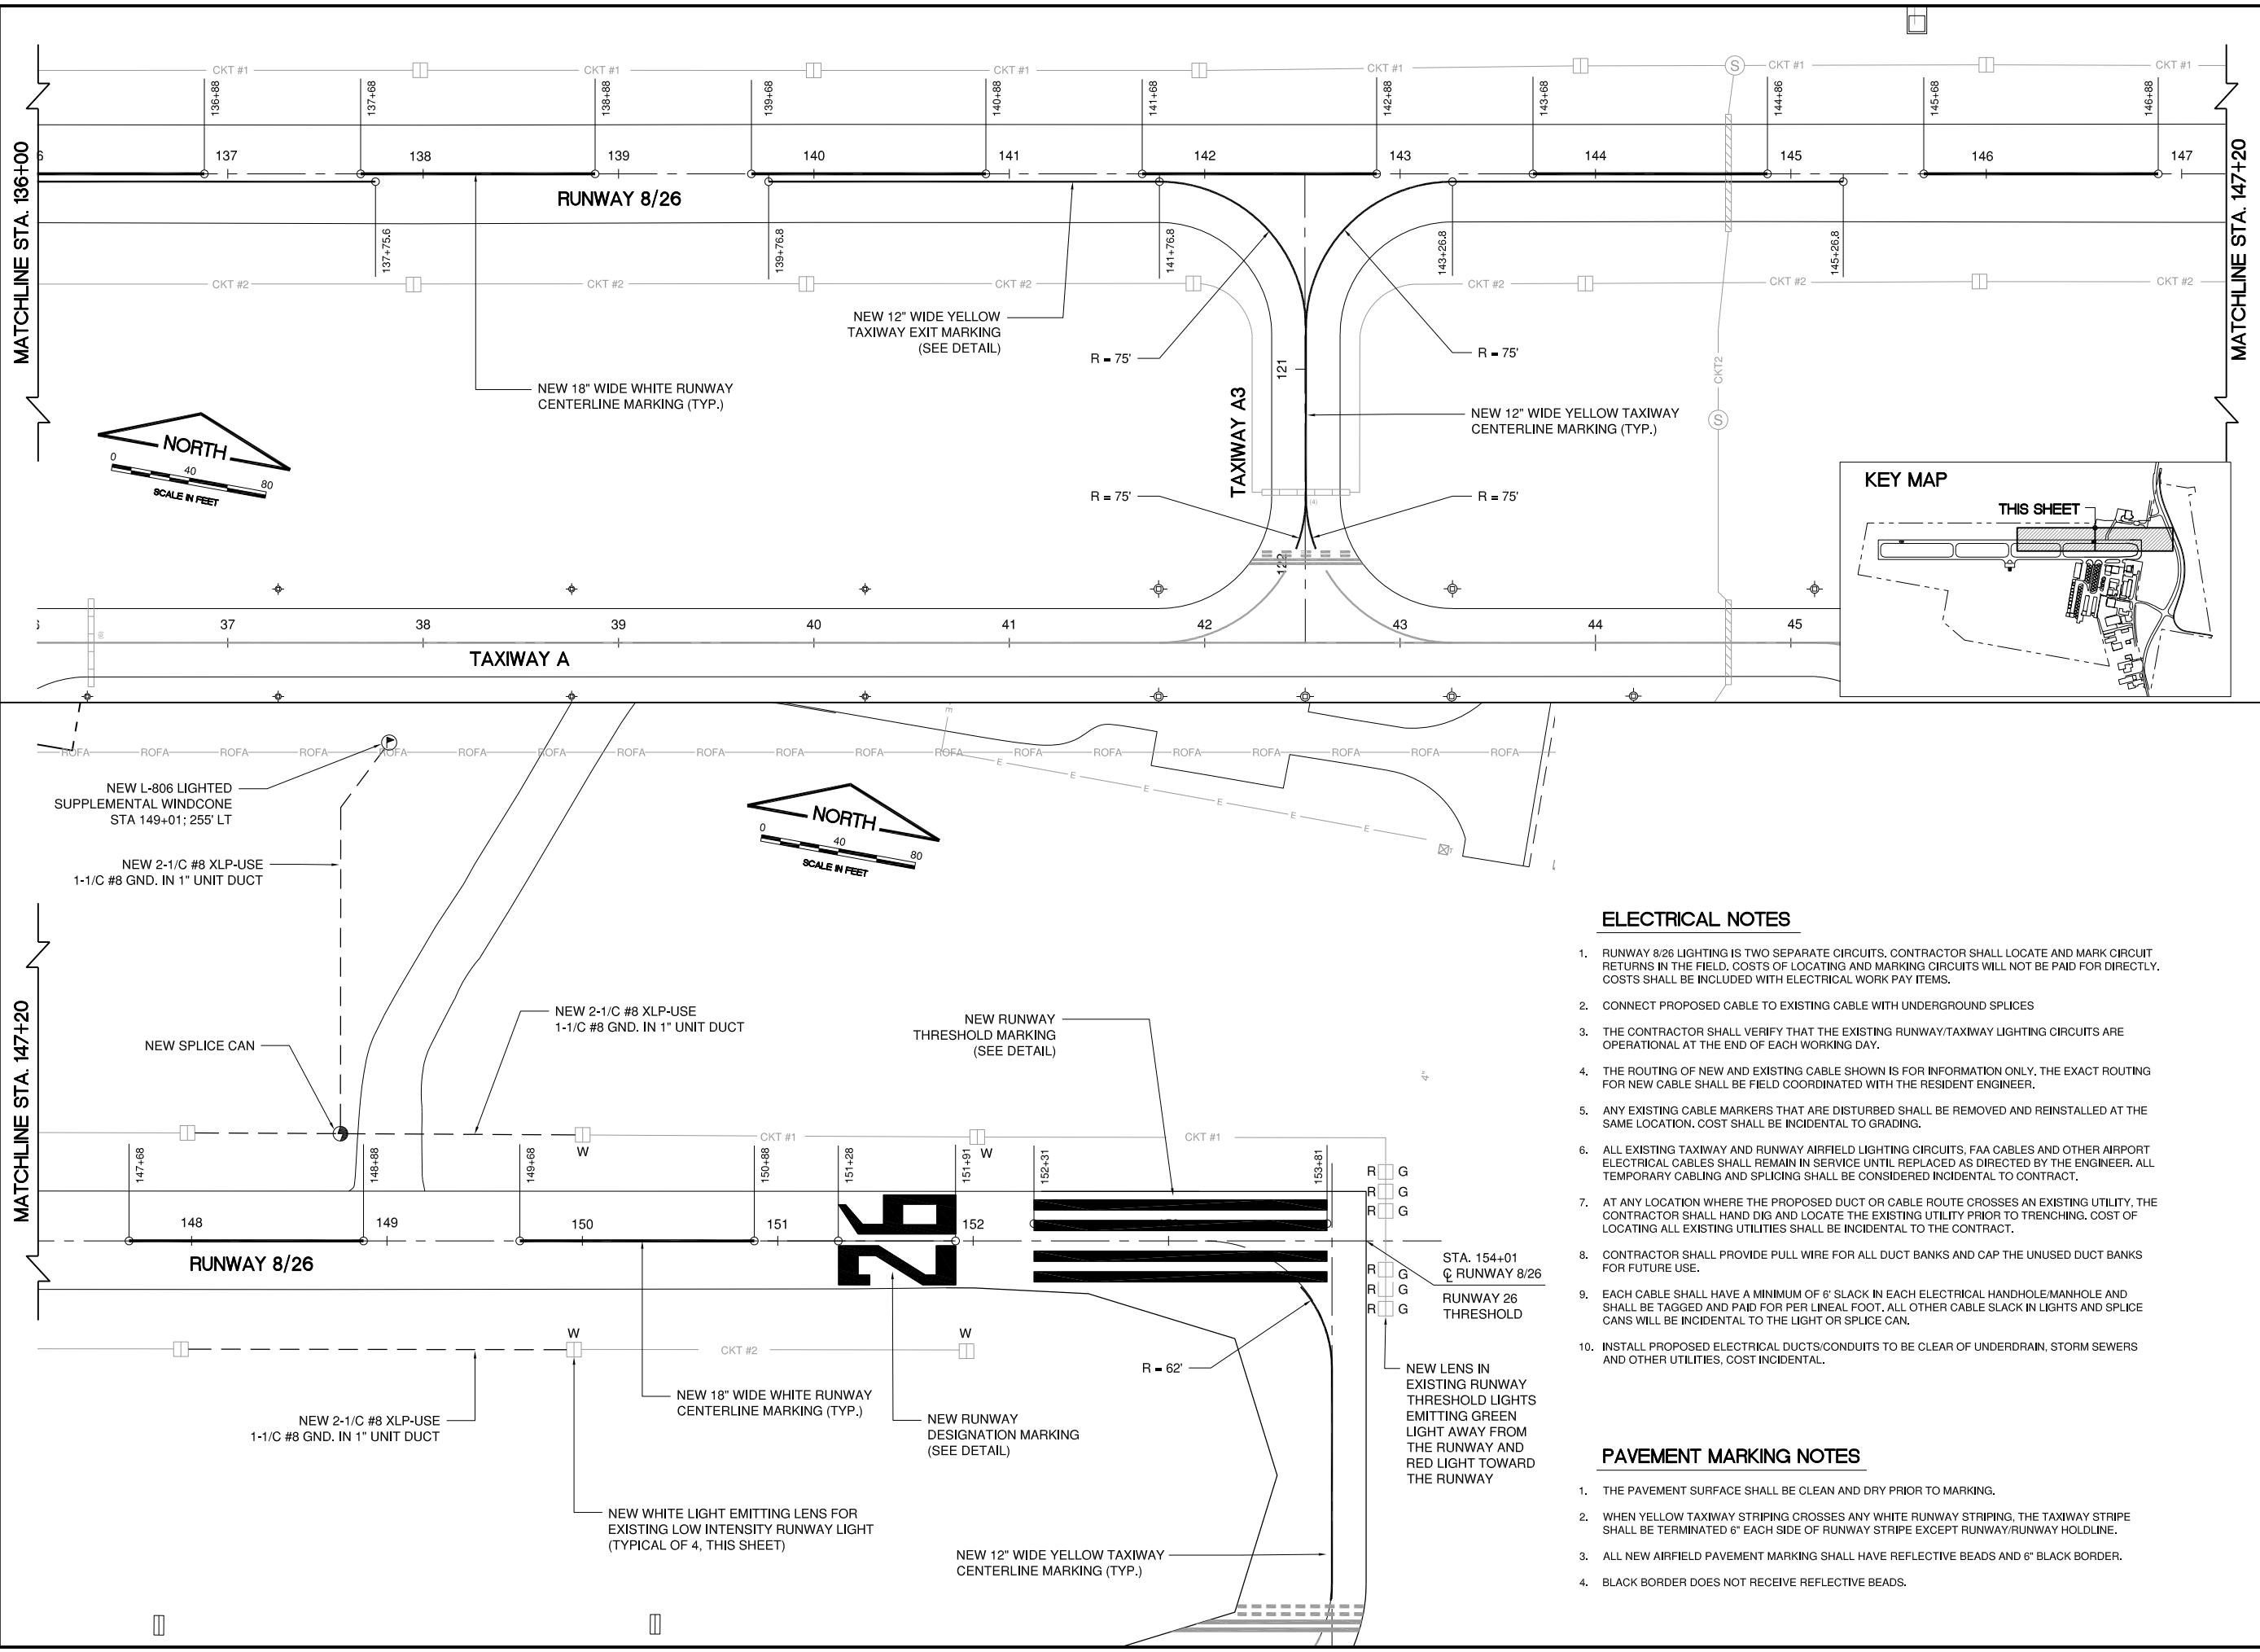 CKT #1
CKT #1
CKT #1
CKT #1
CKT #1
CKT #1
S
136+88
137+68
138+88
139+68
140+88
141+68
142+88
143+68
144+86
145+68
146+88
MATCHLINE STA. 136+00
MATCHLINE STA. 147+20
6
137
138
139
140
141
142
143
144
145
146
147
RUNWAY 8/26
137+75.6
139+76.8
141+76.8
143+26.8
145+26.8
CKT #2
CKT #2
CKT #2
CKT #2
CKT #2
CKT #2
NEW 12" WIDE YELLOW
TAXIWAY EXIT MARKING
(SEE DETAIL)
R = 75'
R = 75'
121
CKT2
S
NEW 18" WIDE WHITE RUNWAY
CENTERLINE MARKING (TYP.)
TAXIWAY A3
NEW 12" WIDE YELLOW TAXIWAY
CENTERLINE MARKING (TYP.)
NORTH
0
40
80
SCALE IN FEET
R = 75'
R = 75'
(4)
122
KEY MAP
THIS SHEET
37
38
39
40
41
42
43
44
45
(6)
TAXIWAY A
ROFA ROFA ROFA ROFA ROFA ROFA ROFA ROFA ROFA ROFA ROFA ROFA ROFA ROFA ROFA ROFA ROFA ROFA ROFA
E
E
E
E
E
E
E
NEW L-806 LIGHTED
SUPPLEMENTAL WINDCONE
STA 149+01; 255' LT
NORTH
0
40
80
SCALE IN FEET
NEW 2-1/C #8 XLP-USE
1-1/C #8 GND. IN 1" UNIT DUCT
MATCHLINE STA. 147+20
NEW SPLICE CAN
NEW 2-1/C #8 XLP-USE
1-1/C #8 GND. IN 1" UNIT DUCT
NEW RUNWAY
THRESHOLD MARKING
(SEE DETAIL)
4"
CKT #1
CKT #1
W
W
147+68
148+88
149+68
150+88
151+28
151+91
152+31
153+81
R G
R G
R G
148
149
150
151
152
26
RUNWAY 8/26
R G
R G
R G
STA. 154+01
℄ RUNWAY 8/26
RUNWAY 26
THRESHOLD
W
W
CKT #2
R = 62'
NEW LENS IN
EXISTING RUNWAY
THRESHOLD LIGHTS
EMITTING GREEN
LIGHT AWAY FROM
THE RUNWAY AND
RED LIGHT TOWARD
THE RUNWAY
NEW 18" WIDE WHITE RUNWAY
CENTERLINE MARKING (TYP.)
NEW 2-1/C #8 XLP-USE
1-1/C #8 GND. IN 1" UNIT DUCT
NEW RUNWAY
DESIGNATION MARKING
(SEE DETAIL)
NEW WHITE LIGHT EMITTING LENS FOR
EXISTING LOW INTENSITY RUNWAY LIGHT
(TYPICAL OF 4, THIS SHEET)
NEW 12" WIDE YELLOW TAXIWAY
CENTERLINE MARKING (TYP.)
ELECTRICAL NOTES
1. RUNWAY 8/26 LIGHTING IS TWO SEPARATE CIRCUITS. CONTRACTOR SHALL LOCATE AND MARK CIRCUIT
RETURNS IN THE FIELD. COSTS OF LOCATING AND MARKING CIRCUITS WILL NOT BE PAID FOR DIRECTLY.
COSTS SHALL BE INCLUDED WITH ELECTRICAL WORK PAY ITEMS.
2. CONNECT PROPOSED CABLE TO EXISTING CABLE WITH UNDERGROUND SPLICES
3. THE CONTRACTOR SHALL VERIFY THAT THE EXISTING RUNWAY/TAXIWAY LIGHTING CIRCUITS ARE
OPERATIONAL AT THE END OF EACH WORKING DAY.
4. THE ROUTING OF NEW AND EXISTING CABLE SHOWN IS FOR INFORMATION ONLY. THE EXACT ROUTING
FOR NEW CABLE SHALL BE FIELD COORDINATED WITH THE RESIDENT ENGINEER.
5. ANY EXISTING CABLE MARKERS THAT ARE DISTURBED SHALL BE REMOVED AND REINSTALLED AT THE
SAME LOCATION. COST SHALL BE INCIDENTAL TO GRADING.
6. ALL EXISTING TAXIWAY AND RUNWAY AIRFIELD LIGHTING CIRCUITS, FAA CABLES AND OTHER AIRPORT
ELECTRICAL CABLES SHALL REMAIN IN SERVICE UNTIL REPLACED AS DIRECTED BY THE ENGINEER. ALL
TEMPORARY CABLING AND SPLICING SHALL BE CONSIDERED INCIDENTAL TO CONTRACT.
7. AT ANY LOCATION WHERE THE PROPOSED DUCT OR CABLE ROUTE CROSSES AN EXISTING UTILITY, THE
CONTRACTOR SHALL HAND DIG AND LOCATE THE EXISTING UTILITY PRIOR TO TRENCHING. COST OF
LOCATING ALL EXISTING UTILITIES SHALL BE INCIDENTAL TO THE CONTRACT.
8. CONTRACTOR SHALL PROVIDE PULL WIRE FOR ALL DUCT BANKS AND CAP THE UNUSED DUCT BANKS
FOR FUTURE USE.
9. EACH CABLE SHALL HAVE A MINIMUM OF 6' SLACK IN EACH ELECTRICAL HANDHOLE/MANHOLE AND
SHALL BE TAGGED AND PAID FOR PER LINEAL FOOT. ALL OTHER CABLE SLACK IN LIGHTS AND SPLICE
CANS WILL BE INCIDENTAL TO THE LIGHT OR SPLICE CAN.
10. INSTALL PROPOSED ELECTRICAL DUCTS/CONDUITS TO BE CLEAR OF UNDERDRAIN, STORM SEWERS
AND OTHER UTILITIES, COST INCIDENTAL.
PAVEMENT MARKING NOTES
1. THE PAVEMENT SURFACE SHALL BE CLEAN AND DRY PRIOR TO MARKING.
2. WHEN YELLOW TAXIWAY STRIPING CROSSES ANY WHITE RUNWAY STRIPING, THE TAXIWAY STRIPE
SHALL BE TERMINATED 6" EACH SIDE OF RUNWAY STRIPE EXCEPT RUNWAY/RUNWAY HOLDLINE.
3. ALL NEW AIRFIELD PAVEMENT MARKING SHALL HAVE REFLECTIVE BEADS AND 6" BLACK BORDER.
4. BLACK BORDER DOES NOT RECEIVE REFLECTIVE BEADS.